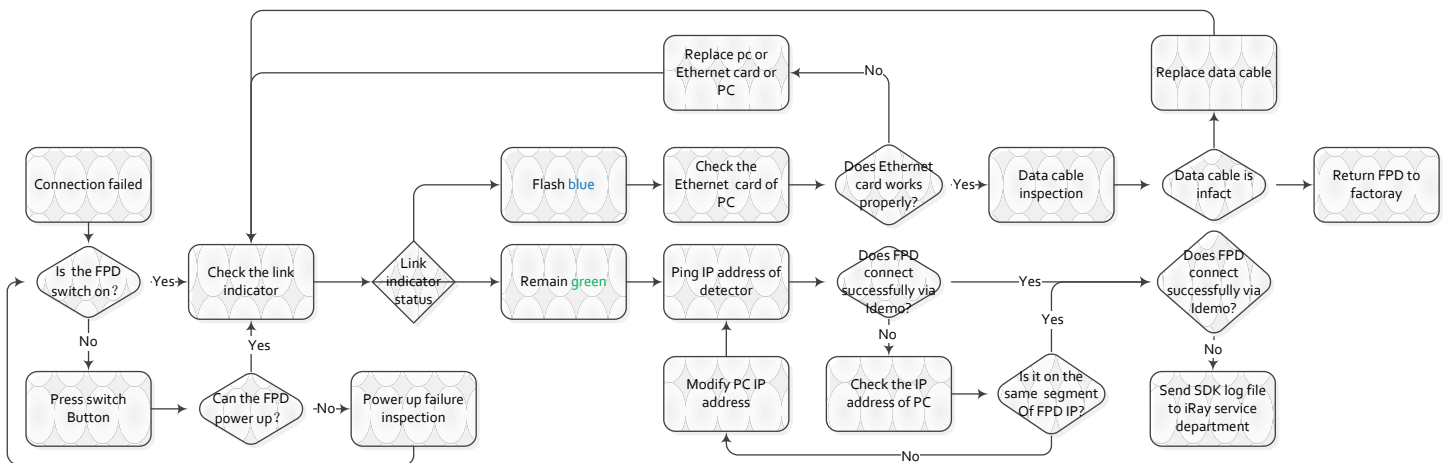 Replace pc or
Ethernet card or
PC
No
Replace data cable
Connection failed
Flash blue
Check the
Ethernet card of
PC
Does Ethernet
card works
properly?
Yes
Data cable
inspection
Data cable is
infact
Return FPD to
factoray
Is the FPD
switch on?
Yes
Check the link
indicator
Link
indicator
status
Remain green
Ping IP address of
detector
Does FPD
connect
successfully via
Idemo?
Yes
Does FPD
connect
successfully via
Idemo?
No
Yes
No
Yes
No
Press switch
Button
Can the FPD
power up?
No
Power up failure
inspection
Modify PC IP
address
Check the IP
address of PC
Is it on the
same segment
Of FPD IP?
Send SDK log file
to iRay service
department
No